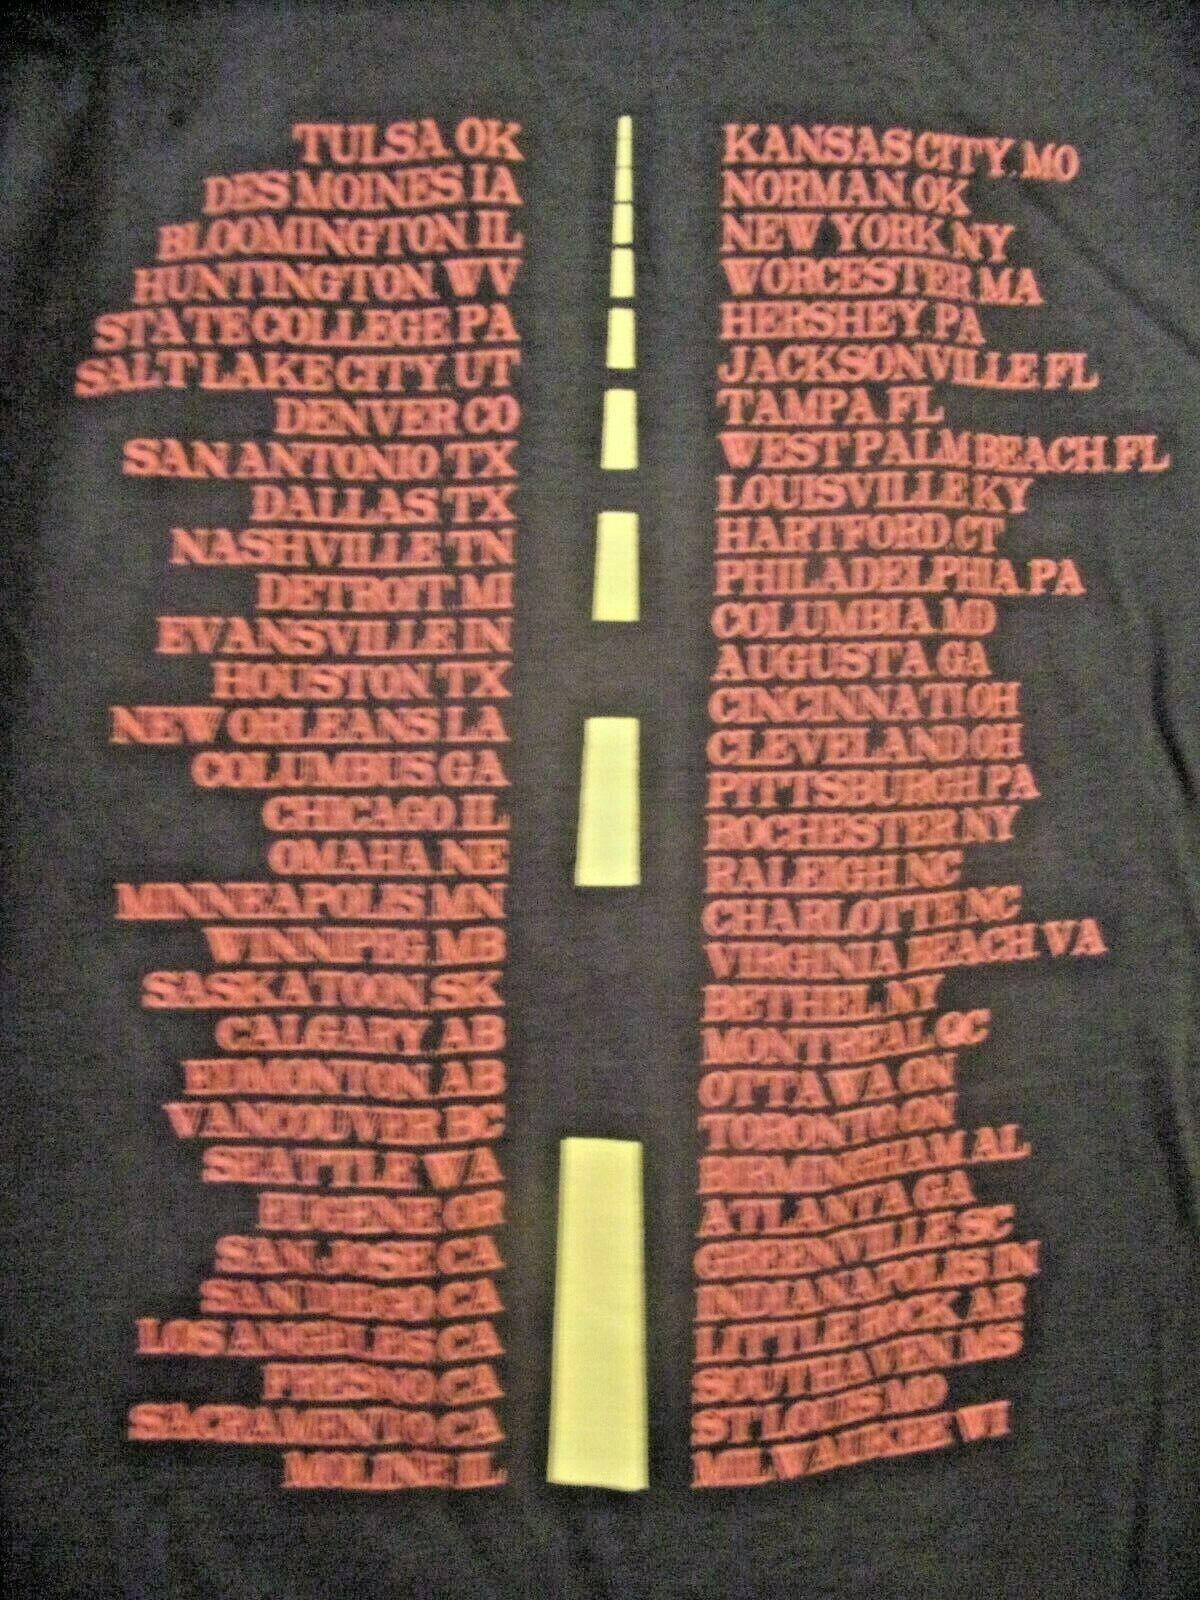 TULSA, OK
DES MOINES IA
BLOOMINGTON IL
HUNTINGTON, WV
STATE COLLEGE PA
SALT LAKE CITY, UT
DENVER CO
SAN ANTONIO TX
DALLAS TX
NASHVILLE TN
DETROIT MI
EVANSVILLE IN
HOUSTON TX
NEW ORLEANS LA
COLUMBUS GA
CHICAGO IL
OMAHA NE
MINNEAPOLIS MN
WINNIPEG MB
SASKATOON, SK
CALGARY, AB
EDMONTON, AB
VANCOUVER BC
SEATTLE WA
EUGENE OR
SAN JOSE CA
SAN DIEGO CA
LOS ANGELES CA
FRESNO CA
SACRAMENTO CA
MOLINE IL
KANSAS CITY, MO
NORMAN, OK
NEW YORK NY
WORCESTER MA
HERSHEY, PA
JACKSONVILLE, FL
TAMPA, FL
WEST PALM BEACH, FL
LOUISVILLE KY
HARTFORD, CT
PHILADELPHIA, PA
COLUMBIA, MD
AUGUSTA, GA
CINCINNATI OH
CLEVELAND OH
PITTSBURGH, PA
ROCHESTER NY
RALEIGH, NC
CHARLOTTE NC
VIRGINIA BEACH VA
BETHEL, NY
MONTREAL QC
OTTAWA ON
TORONTO ON
BIRMINGHAM AL
ATLANTA GA
GREENVILLE SC
INDIANAPOLIS IN
LITTLE ROCK, AR
SOUTHAVEN MS
ST LOUIS MO
MILWAUKEE WI